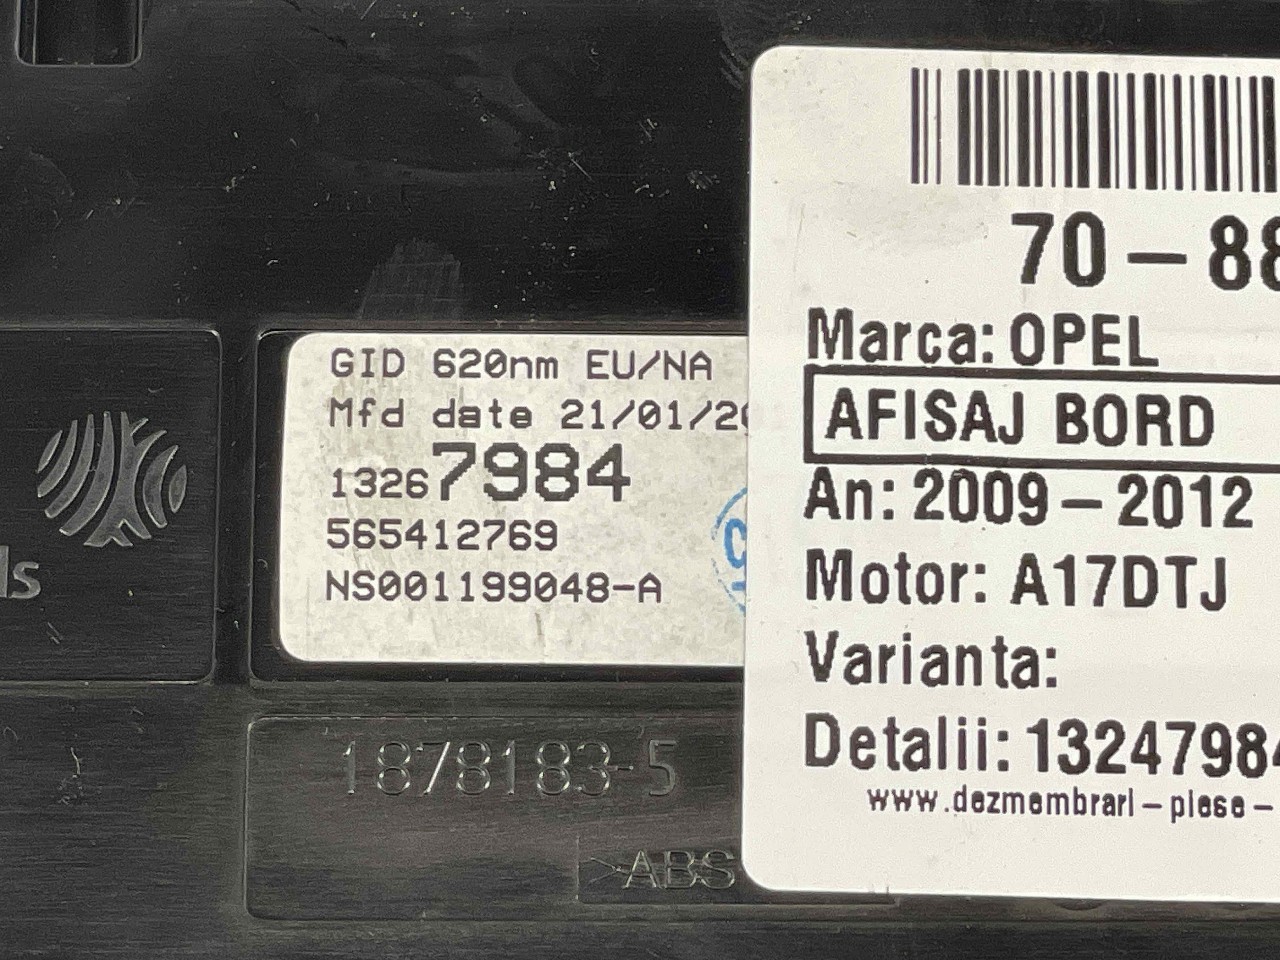 70-88
Marca: OPEL
AFISAJ BORD
An: 2009-2012
Motor: A17DTJ
Varianta:
Detalii: 1324798
www.dezmembrari-piese-
GID 620nm EU/NA
Mfd date 21/01/20
13267984
565412769
NS001199048-A
ls
1878183-5
>ABS